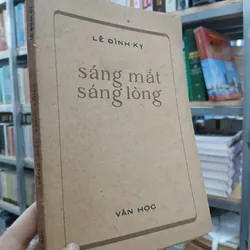 LÊ ĐÌNH KỴ
sáng mắt
sáng lòng
VĂN HỌC